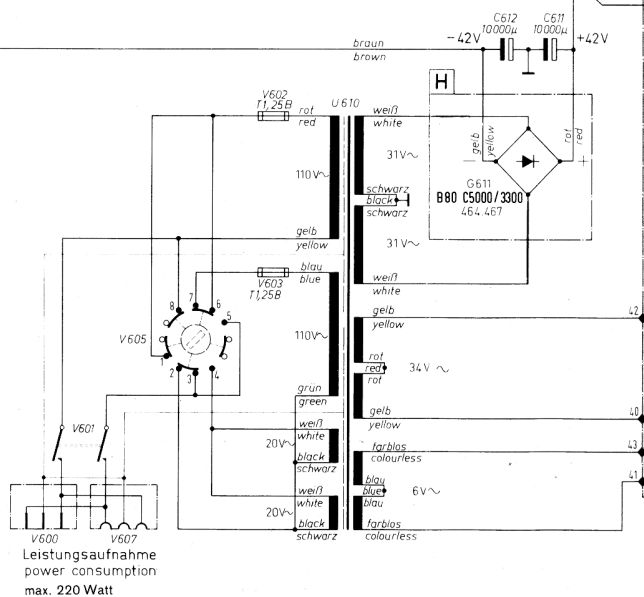 C612
10000µ
C611
10000µ
-42V
+42V
braun
brown
H
V602
T1,25B
rot
red
U610
weiß
white
gelb
yellow
rot
red
31V~
-
+
110V~
G611
B80 C5000/3300
464.467
schwarz
black
schwarz
31V~
gelb
yellow
blau
blue
V603
T1,25B
weiß
white
8
7
6
5
V605
1
2
3
4
110V~
gelb
yellow
42
rot
red
rot
34V~
grün
green
gelb
yellow
40
V601
weiß
white
20V~
black
schwarz
farblos
colourless
43
blau
blue
blau
6V~
41
weiß
white
20V~
black
schwarz
farblos
colourless
V600
V607
Leistungsaufnahme
power consumption
max. 220 Watt